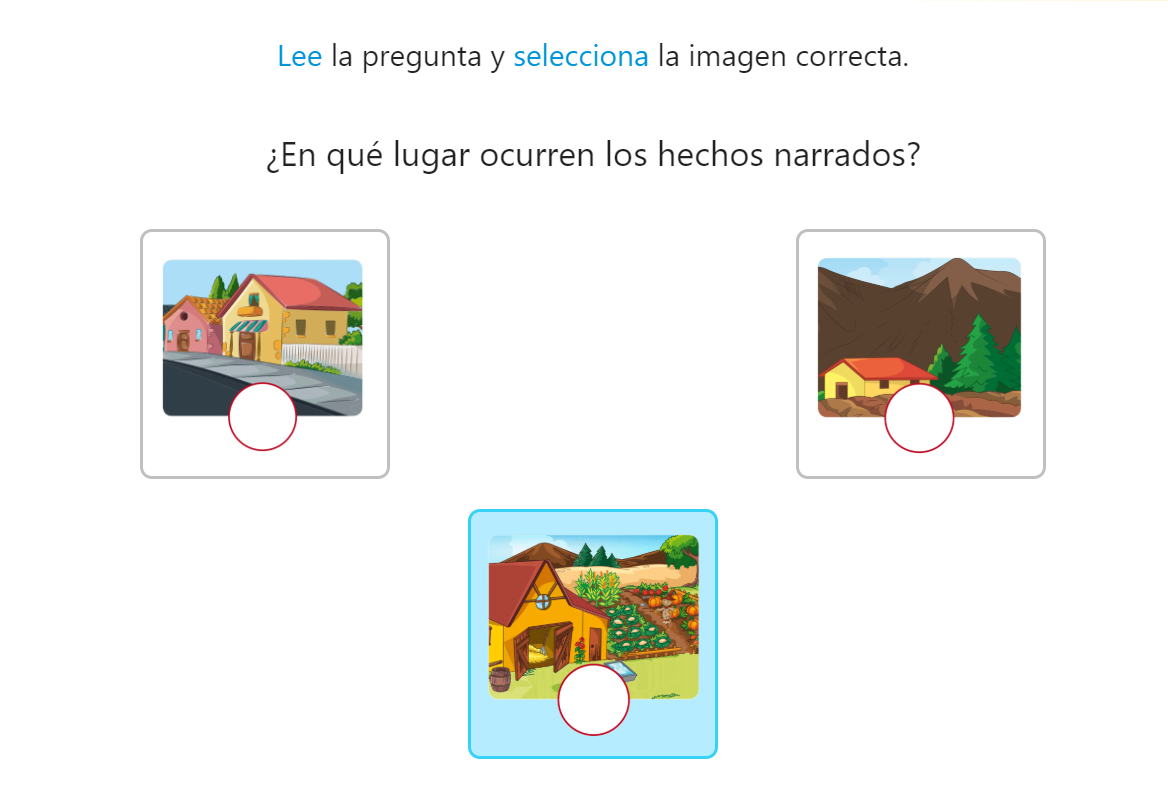 Lee la pregunta y selecciona la imagen correcta.
¿En qué lugar ocurren los hechos narrados?